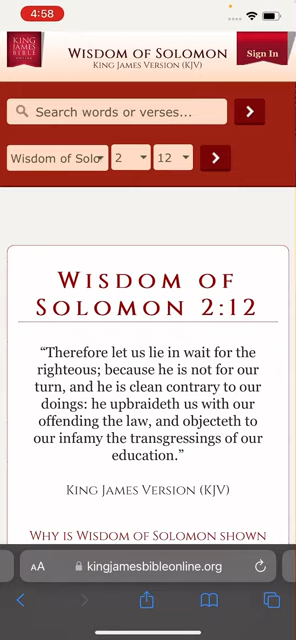 4:58
KING
JAMES
BIBLE
ONLINE
WISDOM OF SOLOMON
KING JAMES VERSION (KJV)
Sign In
Search words or verses...
Wisdom of Solo
2
12
WISDOM OF
SOLOMON 2:12
“Therefore let us lie in wait for the
righteous; because he is not for our
turn, and he is clean contrary to our
doings: he upbraideth us with our
offending the law, and objecteth to
our infamy the transgressings of our
education.”
KING JAMES VERSION (KJV)
WHY IS WISDOM OF SOLOMON SHOWN
AA
kingjamesbibleonline.org